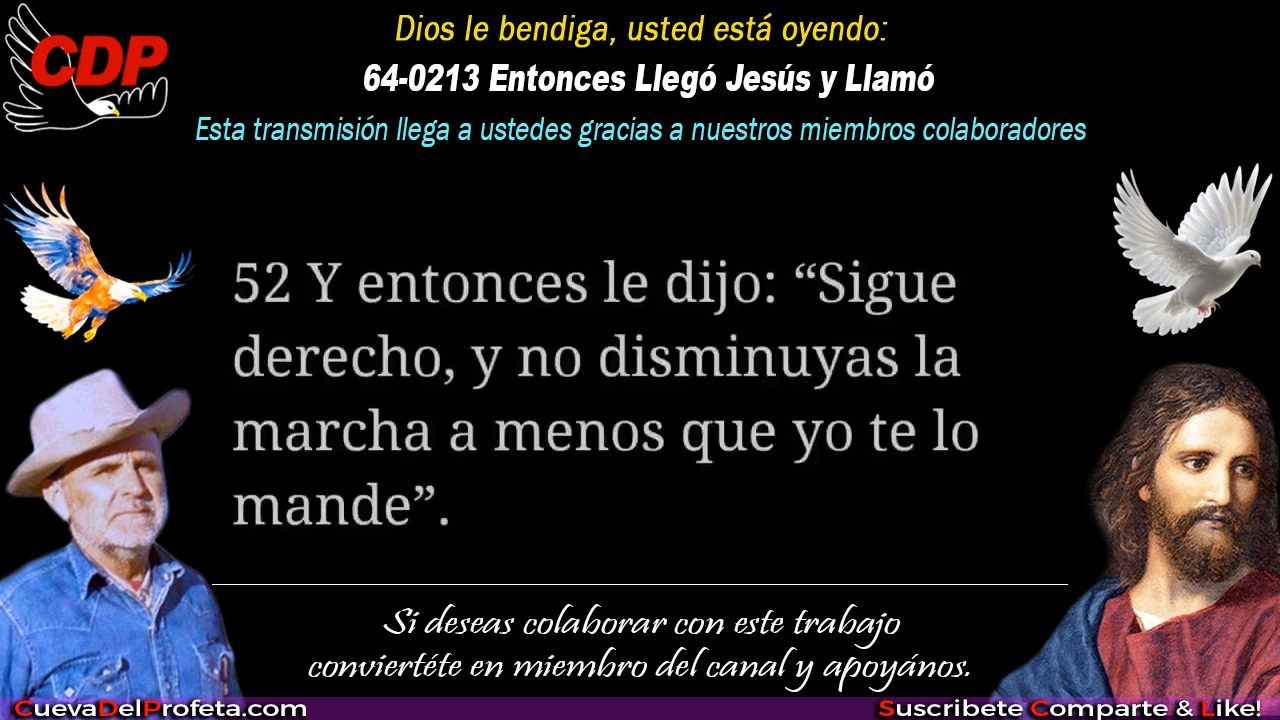 CDP
Dios le bendiga, usted está oyendo:
64-0213 Entonces Llegó Jesús y Llamó
Esta transmisión llega a ustedes gracias a nuestros miembros colaboradores
52 Y entonces le dijo: “Sigue
derecho, y no disminuyas la
marcha a menos que yo te lo
mande”.
Si deseas colaborar con este trabajo
conviertéte en miembro del canal y apoyános.
CuevaDelProfeta.com
Suscribete Comparte & Like!